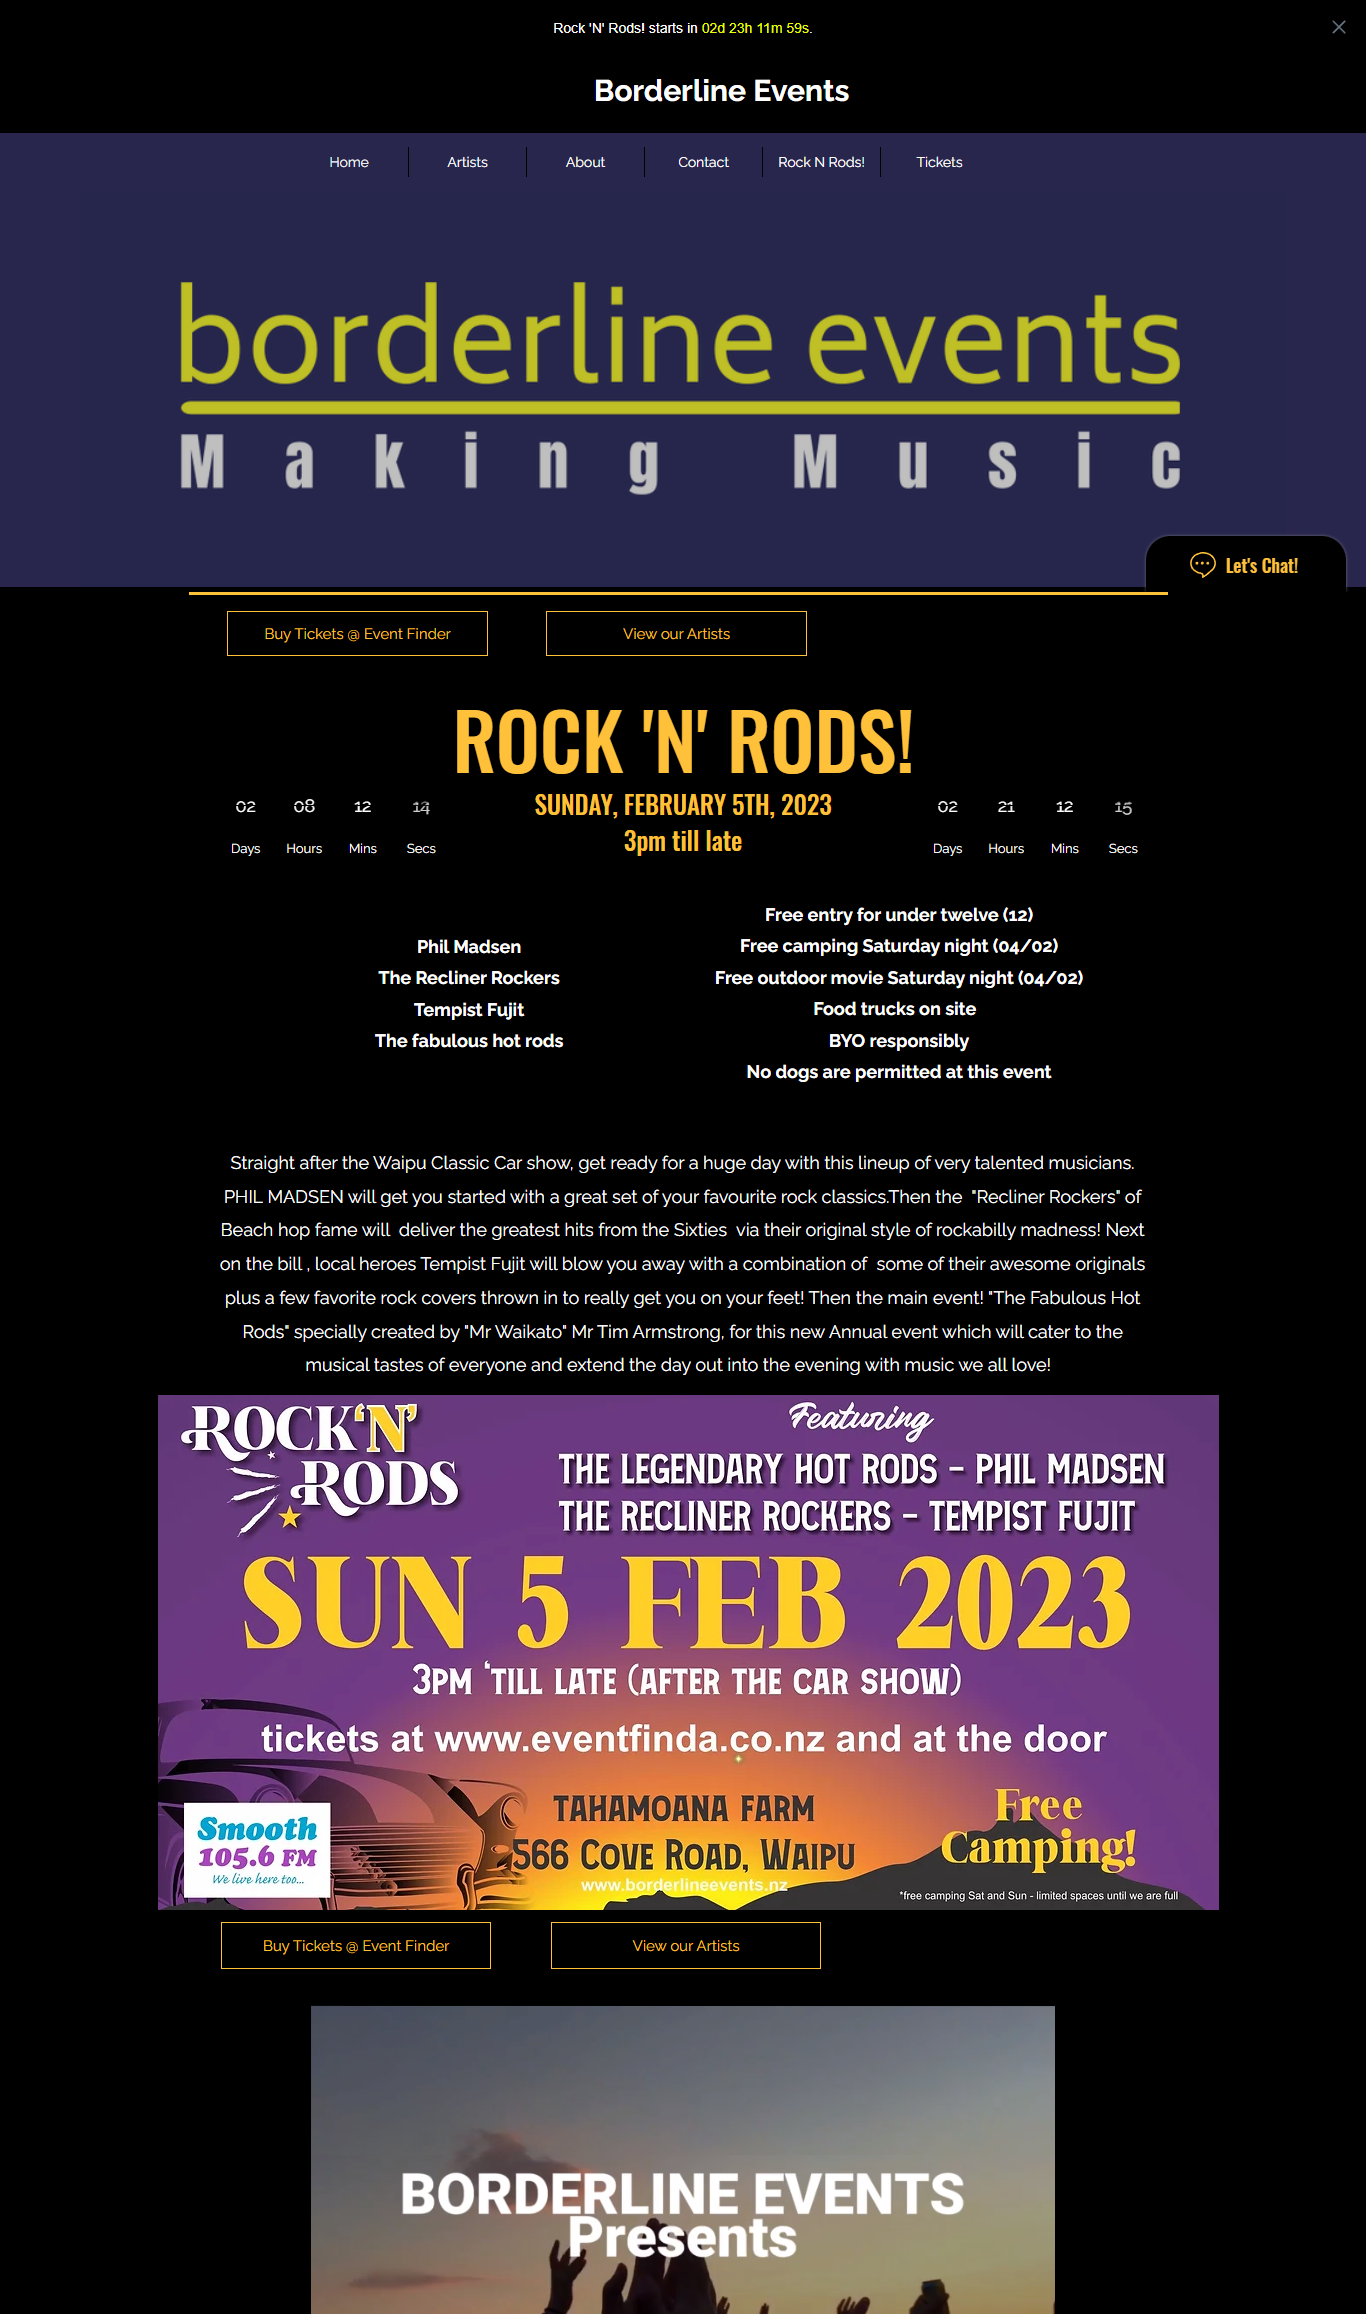 Rock 'N' Rods! starts in 02d 23h 11m 59s.
Borderline Events
Home
Artists
About
Contact
Rock N Rods!
Tickets
borderline events
Making Music
Let's Chat!
Buy Tickets @ Event Finder
View our Artists
ROCK 'N' RODS!
SUNDAY, FEBRUARY 5TH, 2023
3pm till late
02 08 12 14
Days Hours Mins Secs
02 21 12 15
Days Hours Mins Secs
Phil Madsen
The Recliner Rockers
Tempist Fujit
The fabulous hot rods
Free entry for under twelve (12)
Free camping Saturday night (04/02)
Free outdoor movie Saturday night (04/02)
Food trucks on site
BYO responsibly
No dogs are permitted at this event
Straight after the Waipu Classic Car show, get ready for a huge day with this lineup of very talented musicians.
PHIL MADSEN will get you started with a great set of your favourite rock classics.Then the "Recliner Rockers" of
Beach hop fame will deliver the greatest hits from the Sixties via their original style of rockabilly madness! Next
on the bill , local heroes Tempist Fujit will blow you away with a combination of some of their awesome originals
plus a few favorite rock covers thrown in to really get you on your feet! Then the main event! "The Fabulous Hot
Rods" specially created by "Mr Waikato" Mr Tim Armstrong, for this new Annual event which will cater to the
musical tastes of everyone and extend the day out into the evening with music we all love!
ROCK 'N'
RODS
Featuring
THE LEGENDARY HOT RODS - PHIL MADSEN
THE RECLINER ROCKERS - TEMPIST FUJIT
SUN 5 FEB 2023
3PM 'TILL LATE (AFTER THE CAR SHOW)
tickets at www.eventfinda.co.nz and at the door
TAHAMOANA FARM
566 COVE ROAD, WAIPU
www.borderlineevents.nz
Smooth
105.6 FM
We live here too...
Free
Camping!
*free camping Sat and Sun - limited spaces until we are full
Buy Tickets @ Event Finder
View our Artists
BORDERLINE EVENTS
Presents